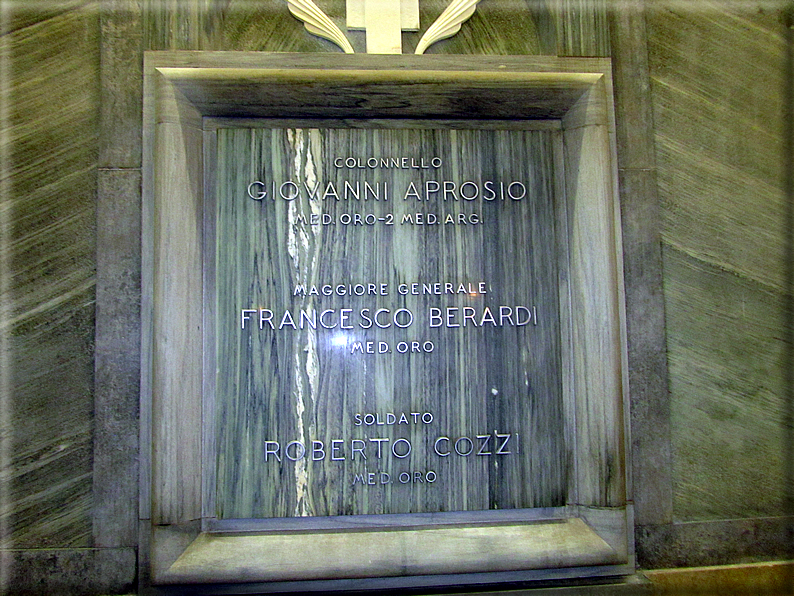 COLONNELLO
GIOVANNI APROSIO
MED. ORO-2 MED. ARG.
MAGGIORE GENERALE
FRANCESCO BERARDI
MED. ORO
SOLDATO
ROBERTO COZZI
MED. ORO